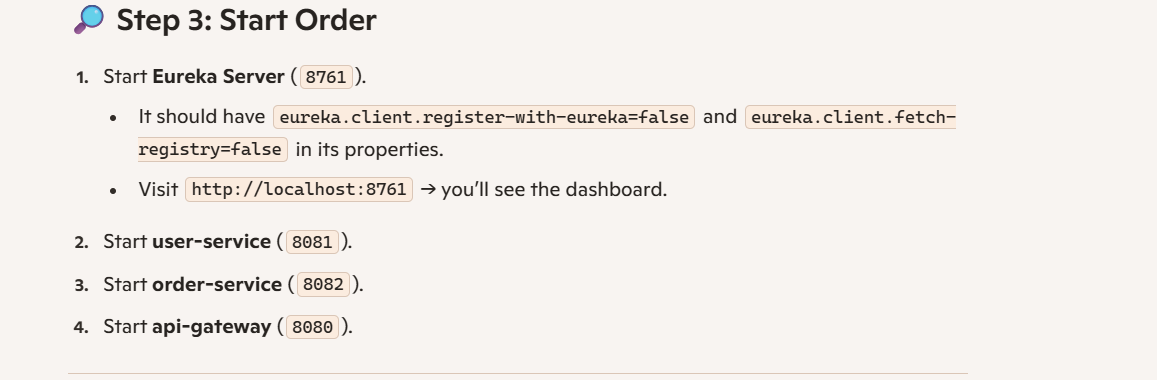 🔎 Step 3: Start Order
1. Start Eureka Server (8761).
• It should have eureka.client.register-with-eureka=false and eureka.client.fetch-
registry=false in its properties.
• Visit http://localhost:8761 → you’ll see the dashboard.
2. Start user-service (8081).
3. Start order-service (8082).
4. Start api-gateway (8080).